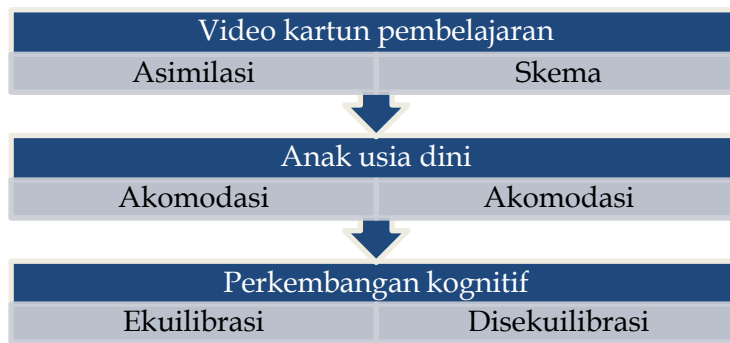 Video kartun pembelajaran
Asimilasi Skema
Anak usia dini
Akomodasi Akomodasi
Perkembangan kognitif
Ekuilibrasi Disekuilibrasi